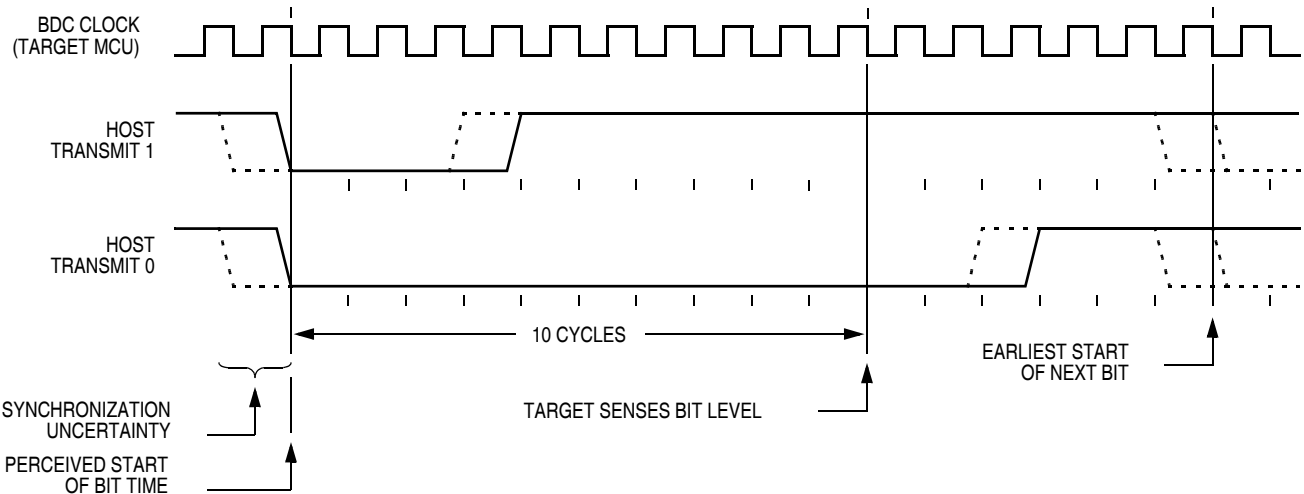 BDC CLOCK
(TARGET MCU)
HOST
TRANSMIT 1
HOST
TRANSMIT 0
10 CYCLES
EARLIEST START
OF NEXT BIT
SYNCHRONIZATION
UNCERTAINTY
TARGET SENSES BIT LEVEL
PERCEIVED START
OF BIT TIME